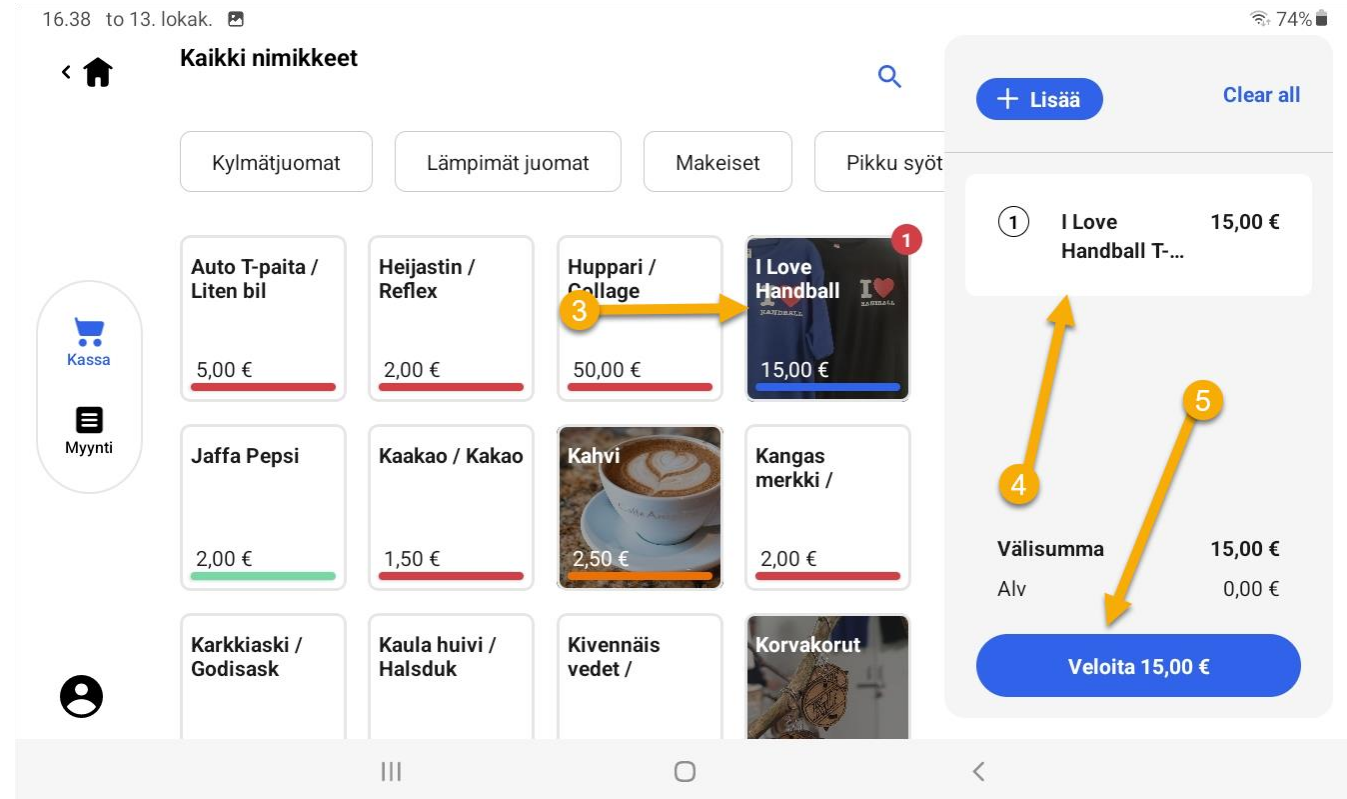 16.38 to 13. lokak.
74%
Kaikki nimikkeet
Lisää
Clear all
Kylmätjuomat
Lämpimät juomat
Makeiset
Pikku syöt
1
I Love
Handball T-...
15,00 €
Auto T-paita /
Liten bil
5,00 €
Heijastin /
Reflex
2,00 €
Huppari /
Collage
50,00 €
1
I Love
Handball
I
HANDBALL
I
HANDBALL
15,00 €
3
Kassa
Myynti
Jaffa Pepsi
2,00 €
Kaakao / Kakao
1,50 €
Kahvi
2,50 €
Kangas
merkki /
2,00 €
5
4
Välisumma
15,00 €
Alv
0,00 €
Karkkiaski /
Godisask
Kaula huivi /
Halsduk
Kivennäis
vedet /
Korvakorut
Veloita 15,00 €